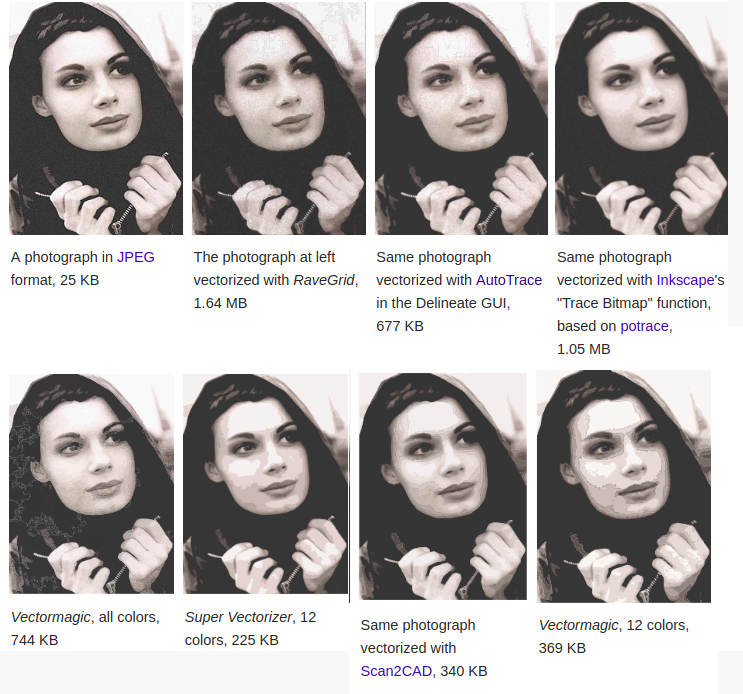 A photograph in JPEG
format, 25 KB
The photograph at left
vectorized with RaveGrid,
1.64 MB
Same photograph
vectorized with AutoTrace
in the Delineate GUI,
677 KB
Same photograph
vectorized with Inkscape's
"Trace Bitmap" function,
based on potrace,
1.05 MB
Vectormagic, all colors,
744 KB
Super Vectorizer, 12
colors, 225 KB
Same photograph
vectorized with
Scan2CAD, 340 KB
Vectormagic, 12 colors,
369 KB